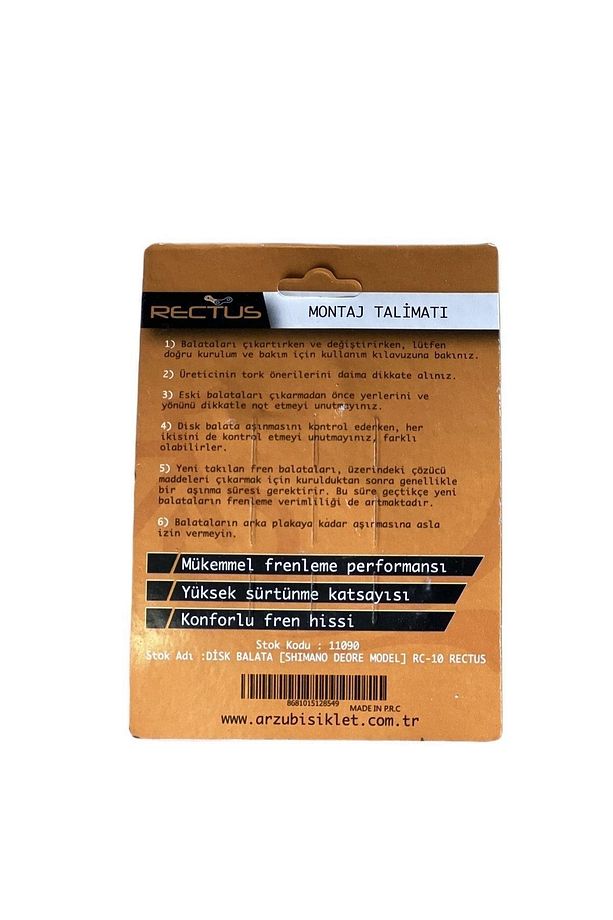 RECTUS
MONTAJ TALİMATI
1) Balataları çıkartırken ve değiştirirken, lütfen
doğru kurulum ve bakım için kullanım kılavuzuna bakınız.
2) Üreticinin tork önerilerini daima dikkate alınız.
3) Eski balataları çıkarmadan önce yerlerini ve
yönünü dikkatle not etmeyi unutmayınız.
4) Disk balata aşınmasını kontrol ederken, her
ikisini de kontrol etmeyi unutmayınız, farklı
olabilirler.
5) Yeni takılan fren balataları, üzerindeki çözücü
maddeleri çıkarmak için kurulduktan sonra genellikle
bir aşınma süresi gerektirir. Bu süre geçtikçe yeni
balataların frenleme verimliliği de artmaktadır.
6) Balataların arka plakaya kadar aşırmasına asla
izin vermeyin.
Mükemmel frenleme performansı
Yüksek sürtünme katsayısı
Konforlu fren hissi
Stok Kodu : 11090
Stok Adı :DİSK BALATA [SHIMANO DEORE MODEL] RC-10 RECTUS
8681015128549
MADE IN P.R.C
www.arzubisiklet.com.tr